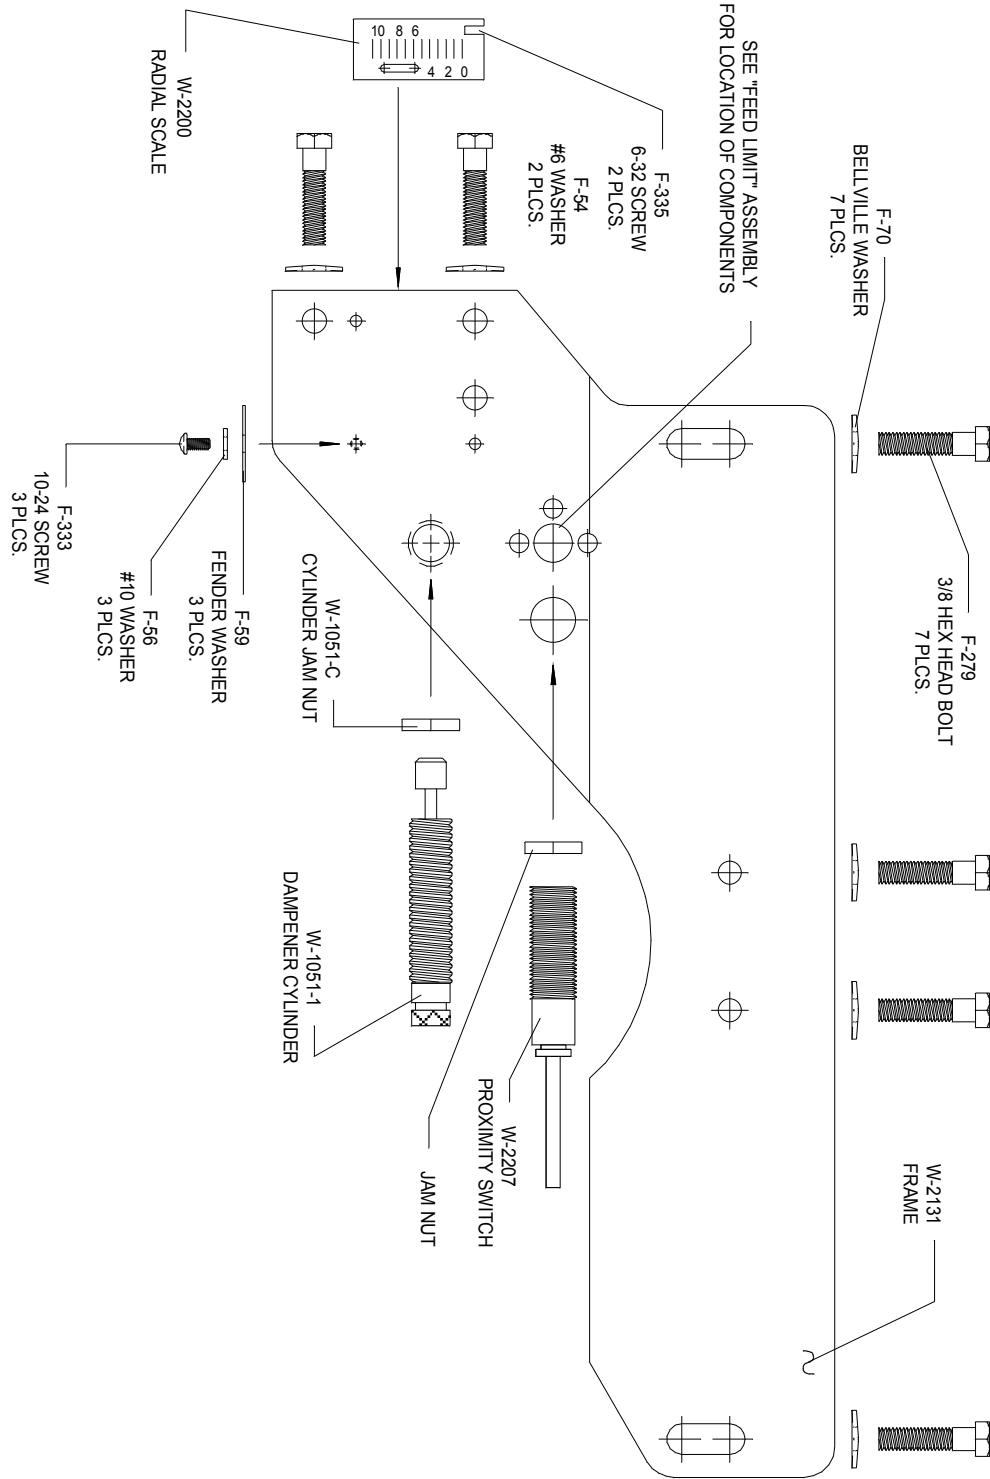 SEE "FEED LIMIT" ASSEMBLY
FOR LOCATION OF COMPONENTS
F-70
BELLVILLE WASHER
7 PLCS.
F-279
3/8 HEX HEAD BOLT
7 PLCS.
W-2131
FRAME
F-335
6-32 SCREW
2 PLCS.
F-54
#6 WASHER
2 PLCS.
10 8 6
4 2 0
W-2200
RADIAL SCALE
W-1051-C
CYLINDER JAM NUT
W-2207
PROXIMITY SWITCH
JAM NUT
W-1051-1
DAMPENER CYLINDER
F-59
FENDER WASHER
3 PLCS.
F-56
#10 WASHER
3 PLCS.
F-333
10-24 SCREW
3 PLCS.